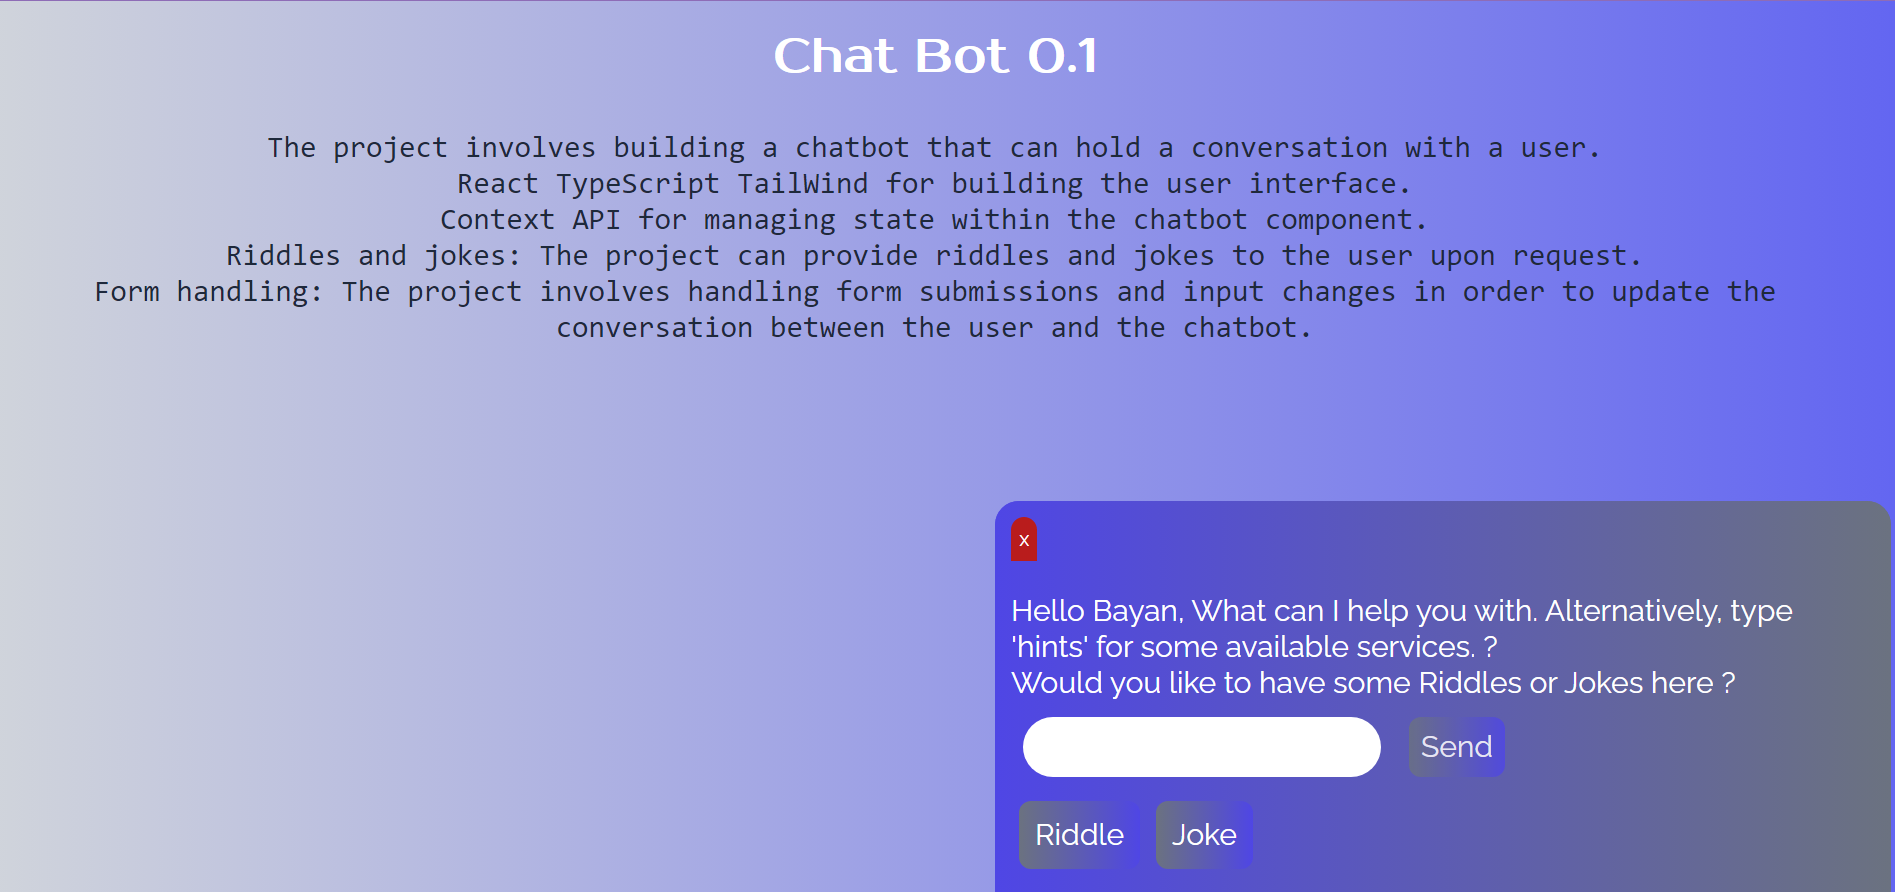 Chat Bot 0.1
The project involves building a chatbot that can hold a conversation with a user.
React TypeScript TailWind for building the user interface.
Context API for managing state within the chatbot component.
Riddles and jokes: The project can provide riddles and jokes to the user upon request.
Form handling: The project involves handling form submissions and input changes in order to update the
conversation between the user and the chatbot.
x
Hello Bayan, What can I help you with. Alternatively, type
'hints' for some available services. ?
Would you like to have some Riddles or Jokes here ?
Send
Riddle Joke